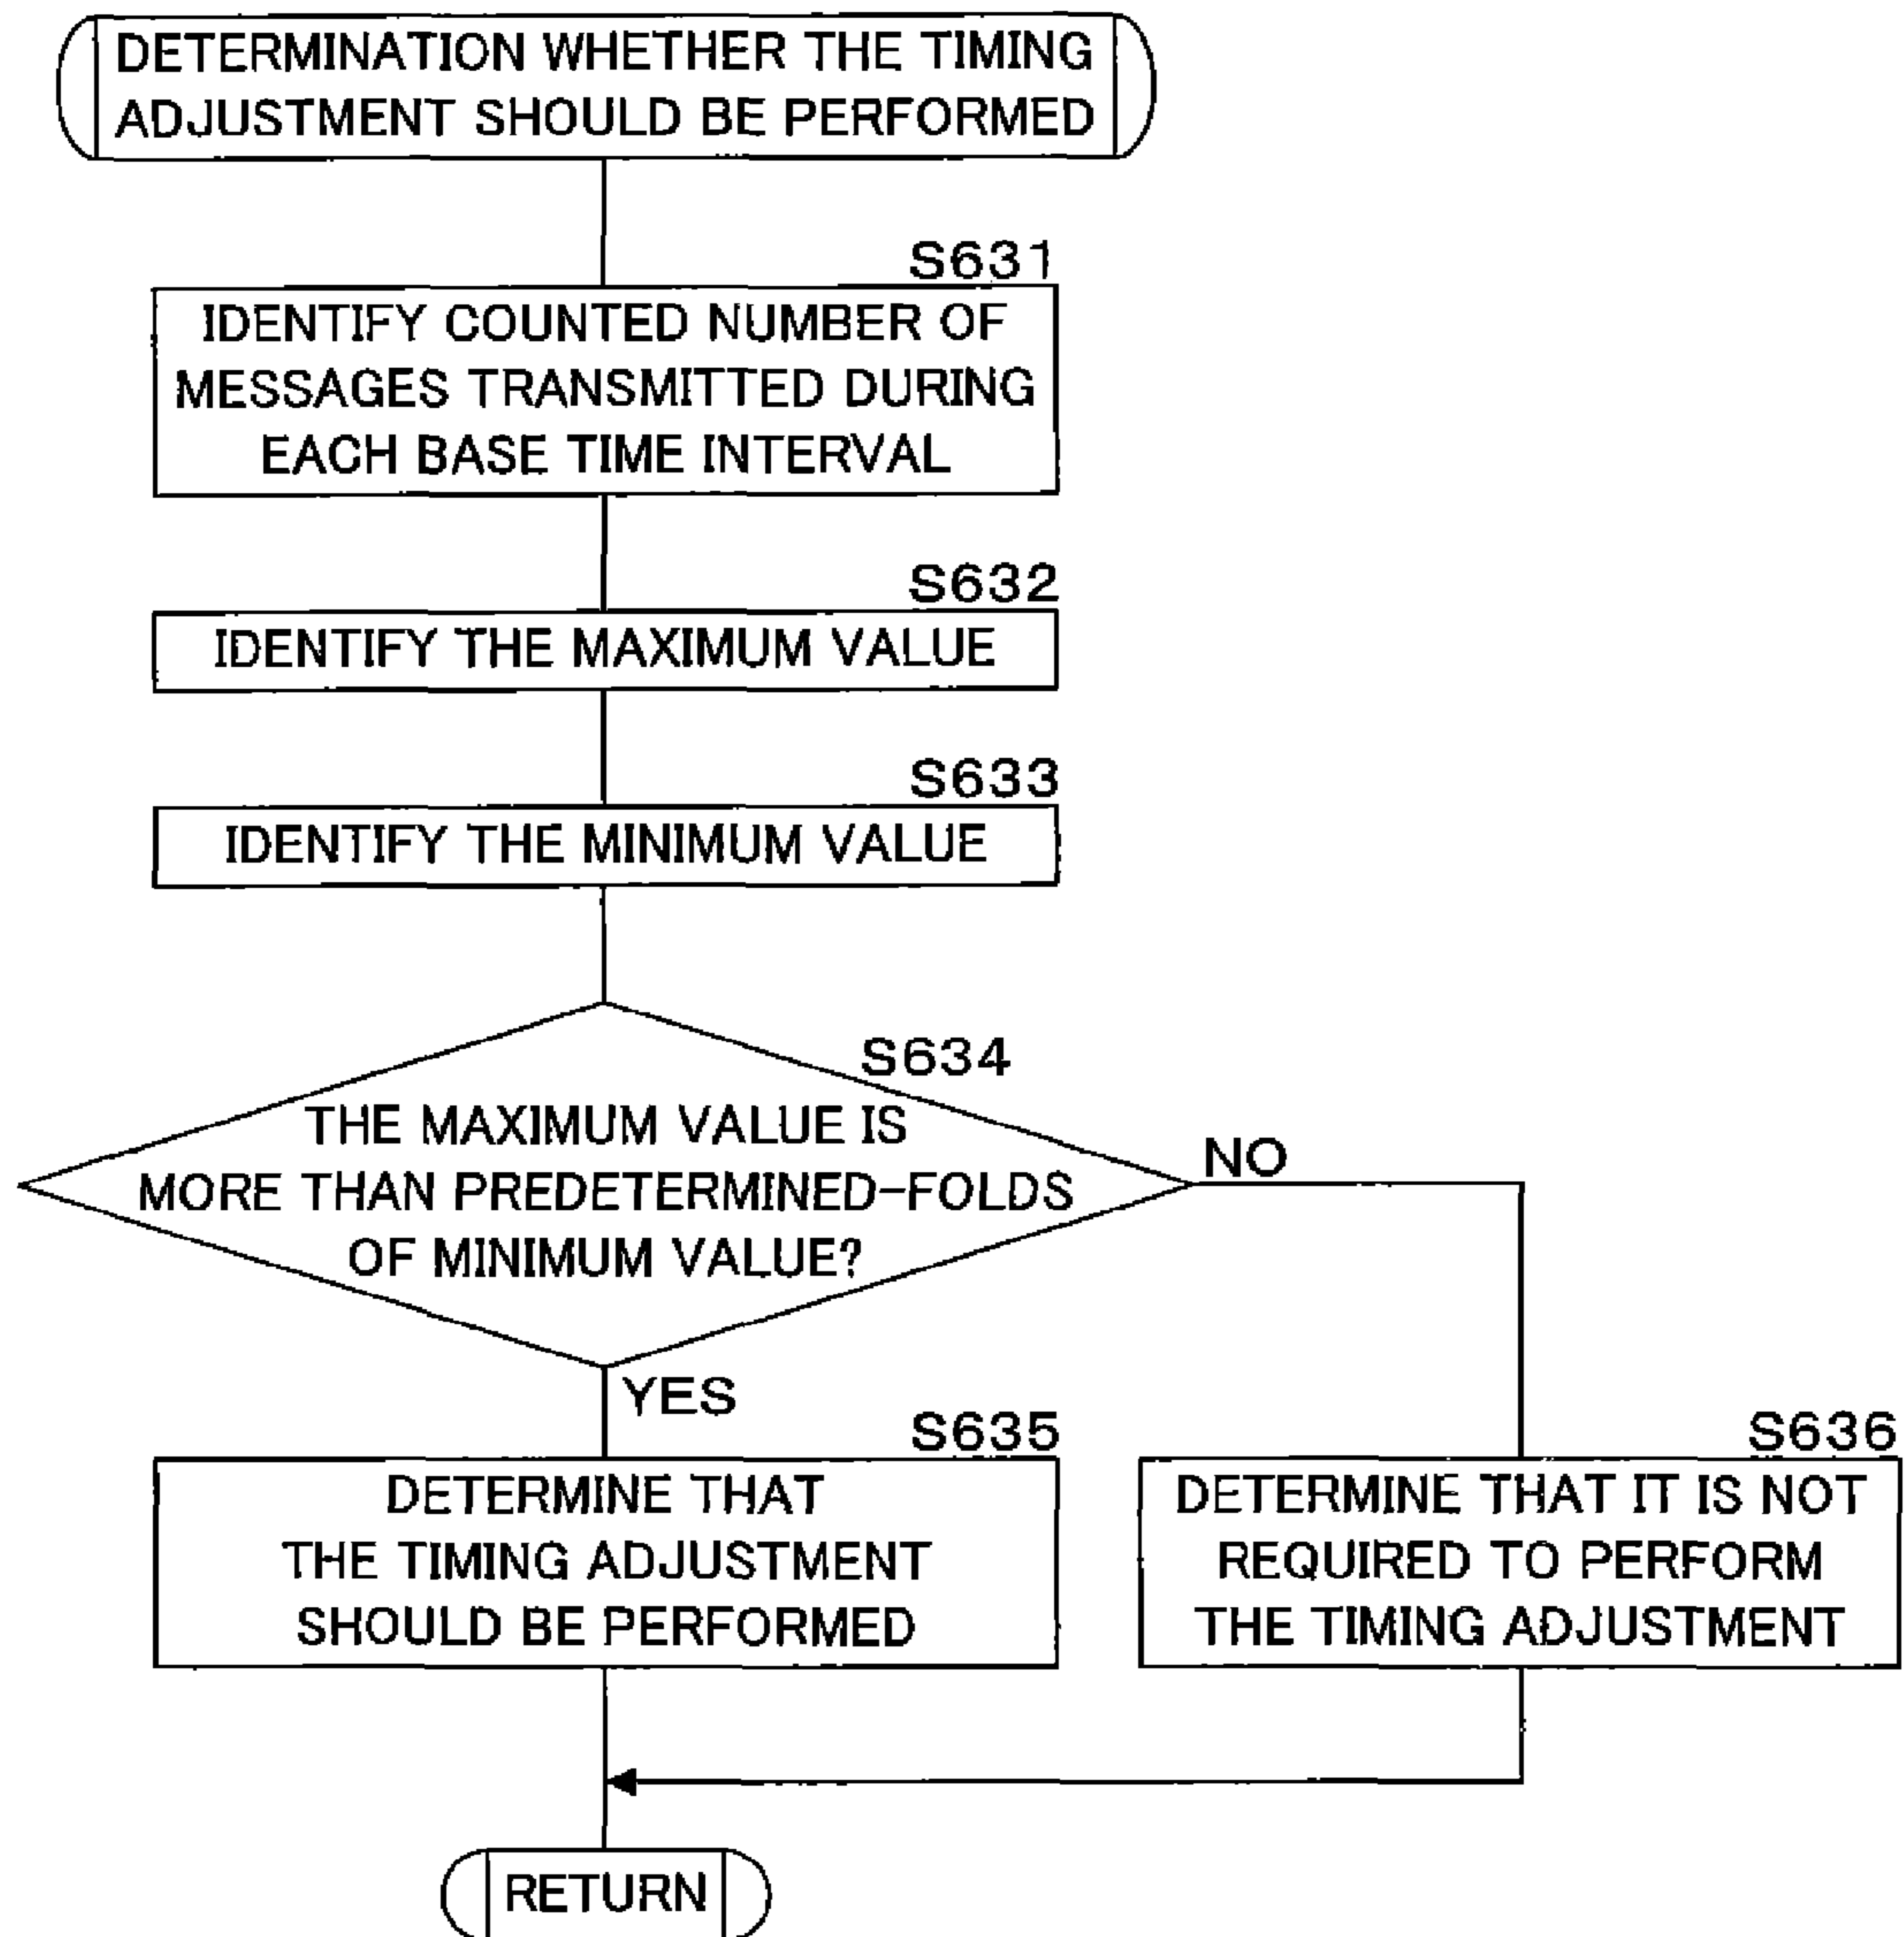 DETERMINATION WHETHER THE TIMING
ADJUSTMENT SHOULD BE PERFORMED
S631
IDENTIFY COUNTED NUMBER OF
MESSAGES TRANSMITTED DURING
EACH BASE TIME INTERVAL
S632
IDENTIFY THE MAXIMUM VALUE
S633
IDENTIFY THE MINIMUM VALUE
S634
THE MAXIMUM VALUE IS
MORE THAN PREDETERMINED-FOLDS
OF MINIMUM VALUE?
NO
YES
S635
DETERMINE THAT
THE TIMING ADJUSTMENT
SHOULD BE PERFORMED
S636
DETERMINE THAT IT IS NOT
REQUIRED TO PERFORM
THE TIMING ADJUSTMENT
RETURN